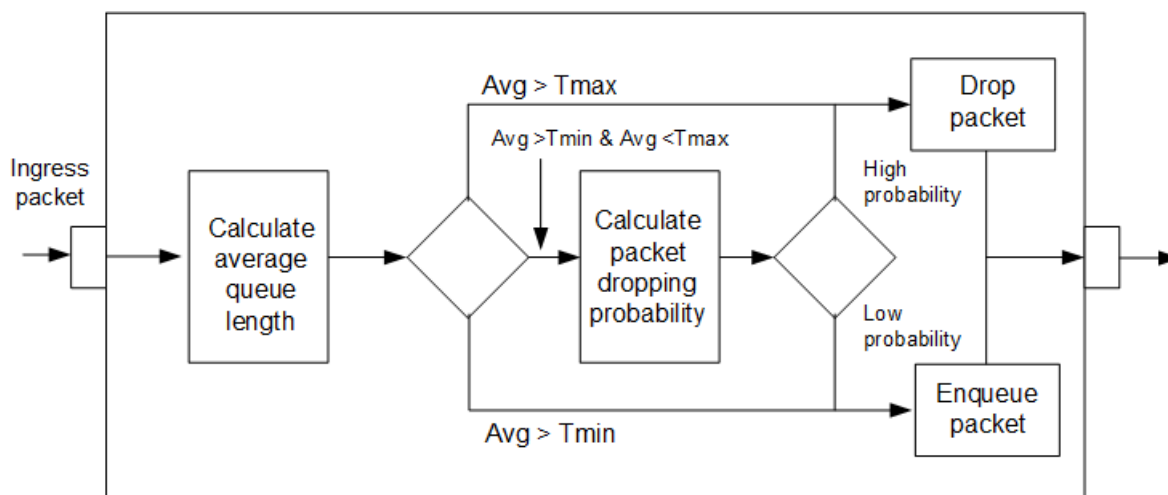 Ingress
packet
Calculate
average
queue
length
Avg > Tmax
Avg >Tmin & Avg <Tmax
Calculate
packet
dropping
probability
High
probability
Low
probability
Avg > Tmin
Drop
packet
Enqueue
packet